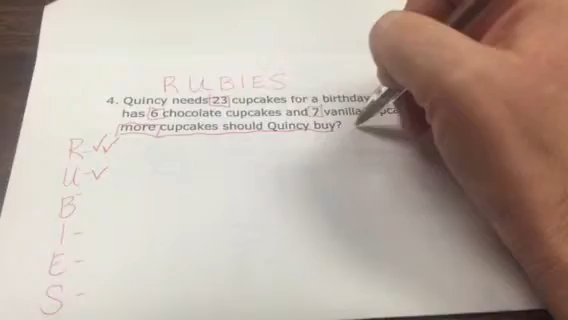 RUBIES
4. Quincy needs 23 cupcakes for a birthday
has 6 chocolate cupcakes and 7 vanilla
more cupcakes should Quincy buy?
R-✓✓
U-✓
B-
I-
E-
S-